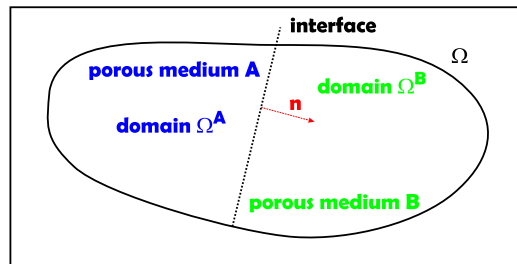 interface
Ω
porous medium A
domain Ω^B
n
domain Ω^A
porous medium B